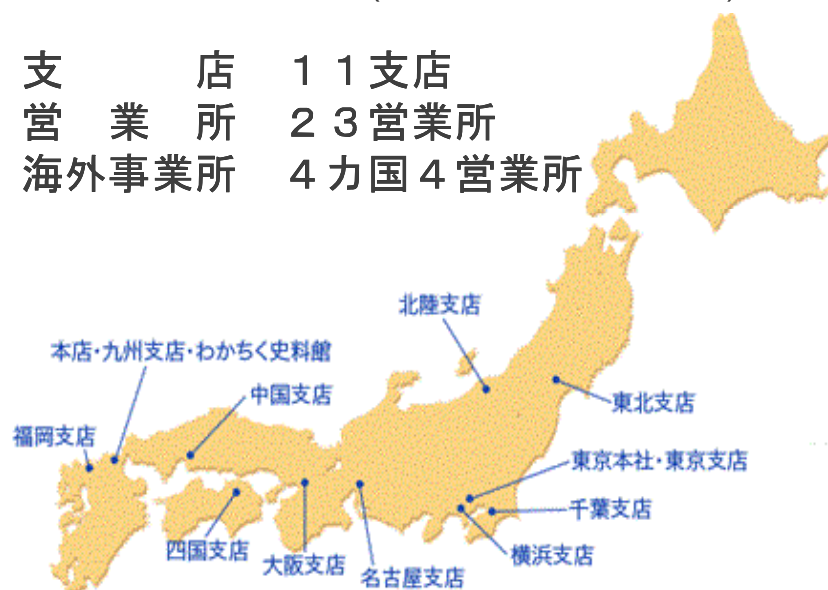 支店　１１支店
営業所　２３営業所
海外事業所　４カ国４営業所
北陸支店
本店・九州支店・わかちく史料館
中国支店
東北支店
福岡支店
東京本社・東京支店
千葉支店
四国支店
大阪支店
横浜支店
名古屋支店